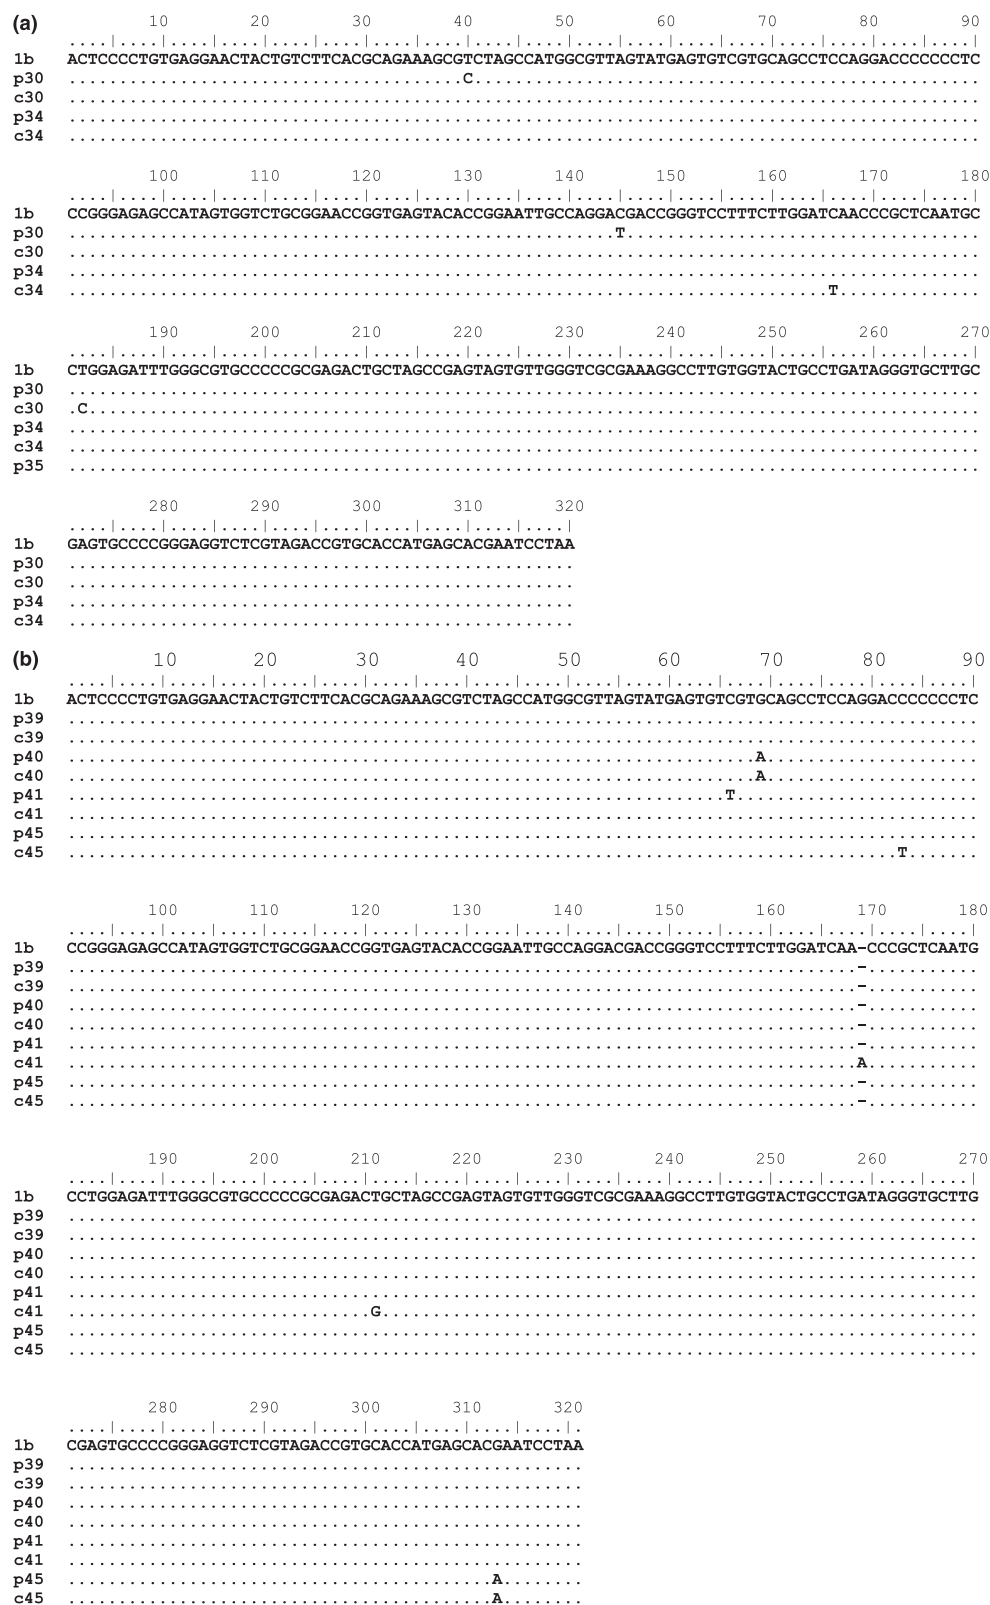 (a)
10 20 30 40 50 60 70 80 90
....|....|....|....|....|....|....|....|....|....|....|....|....|....|....|....|....|....|
1b ACTCCCCTGTGAGGAACTACTGTCTTCACGCAGAAAGCGTCTAGCCATGGCGTTAGTATGAGTGTCGTGCAGCCTCCAGGACCCCCCCTC
p30 .......................................C..................................................
c30 ..........................................................................................
p34 ..........................................................................................
c34 ..........................................................................................
100 110 120 130 140 150 160 170 180
....|....|....|....|....|....|....|....|....|....|....|....|....|....|....|....|....|....|
1b CCGGGAGAGCCATAGTGGTCTGCGGAACCGGTGAGTACACCGGAATTGCCAGGACGACCGGGTCCTTTCTTGGATCAACCCGCTCAATGC
p30 ......................................................T...................................
c30 ..........................................................................................
p34 ..........................................................................................
c34 ...........................................................................T..............
190 200 210 220 230 240 250 260 270
....|....|....|....|....|....|....|....|....|....|....|....|....|....|....|....|....|....|
1b CTGGAGATTTGGGCGTGCCCCCGCGAGACTGCTAGCCGAGTAGTGTTGGGTCGCGAAAGGCCTTGTGGTACTGCCTGATAGGGTGCTTGC
p30 ..........................................................................................
c30 .C........................................................................................
p34 ..........................................................................................
c34 ..........................................................................................
p35 ..........................................................................................
280 290 300 310 320
....|....|....|....|....|....|....|....|....|....|
1b GAGTGCCCCGGGAGGTCTCGTAGACCGTGCACCATGAGCACGAATCCTAA
p30 ..................................................
c30 ..................................................
p34 ..................................................
c34 ..................................................
(b)
10 20 30 40 50 60 70 80 90
....|....|....|....|....|....|....|....|....|....|....|....|....|....|....|....|....|....|
1b ACTCCCCTGTGAGGAACTACTGTCTTCACGCAGAAAGCGTCTAGCCATGGCGTTAGTATGAGTGTCGTGCAGCCTCCAGGACCCCCCCTC
p39 ..........................................................................................
c39 ..........................................................................................
p40 ....................................................................A.....................
c40 ....................................................................A.....................
p41 .................................................................T........................
c41 ..........................................................................................
p45 ..........................................................................................
c45 ..................................................................................T.......
100 110 120 130 140 150 160 170 180
....|....|....|....|....|....|....|....|....|....|....|....|....|....|....|....|....|....|
1b CCGGGAGAGCCATAGTGGTCTGCGGAACCGGTGAGTACACCGGAATTGCCAGGACGACCGGGTCCTTTCTTGGATCAA-CCCGCTCAATG
p39 ..............................................................................-...........
c39 ..............................................................................-...........
p40 ..............................................................................-...........
c40 ..............................................................................-...........
p41 ..............................................................................-...........
c41 ..............................................................................A...........
p45 ..............................................................................-...........
c45 ..............................................................................-...........
190 200 210 220 230 240 250 260 270
....|....|....|....|....|....|....|....|....|....|....|....|....|....|....|....|....|....|
1b CCTGGAGATTTGGGCGTGCCCCCGCGAGACTGCTAGCCGAGTAGTGTTGGGTCGCGAAAGGCCTTGTGGTACTGCCTGATAGGGTGCTTG
p39 ..........................................................................................
c39 ..........................................................................................
p40 ..........................................................................................
c40 ..........................................................................................
p41 ..........................................................................................
c41 ..............................G...........................................................
p45 ..........................................................................................
c45 ..........................................................................................
280 290 300 310 320
....|....|....|....|....|....|....|....|....|....|.
1b CGAGTGCCCCGGGAGGTCTCGTAGACCGTGCACCATGAGCACGAATCCTAA
p39 ...................................................
c39 ...................................................
p40 ...................................................
c40 ...................................................
p41 ...................................................
c41 ...................................................
p45 ..........................................A........
c45 ..........................................A........